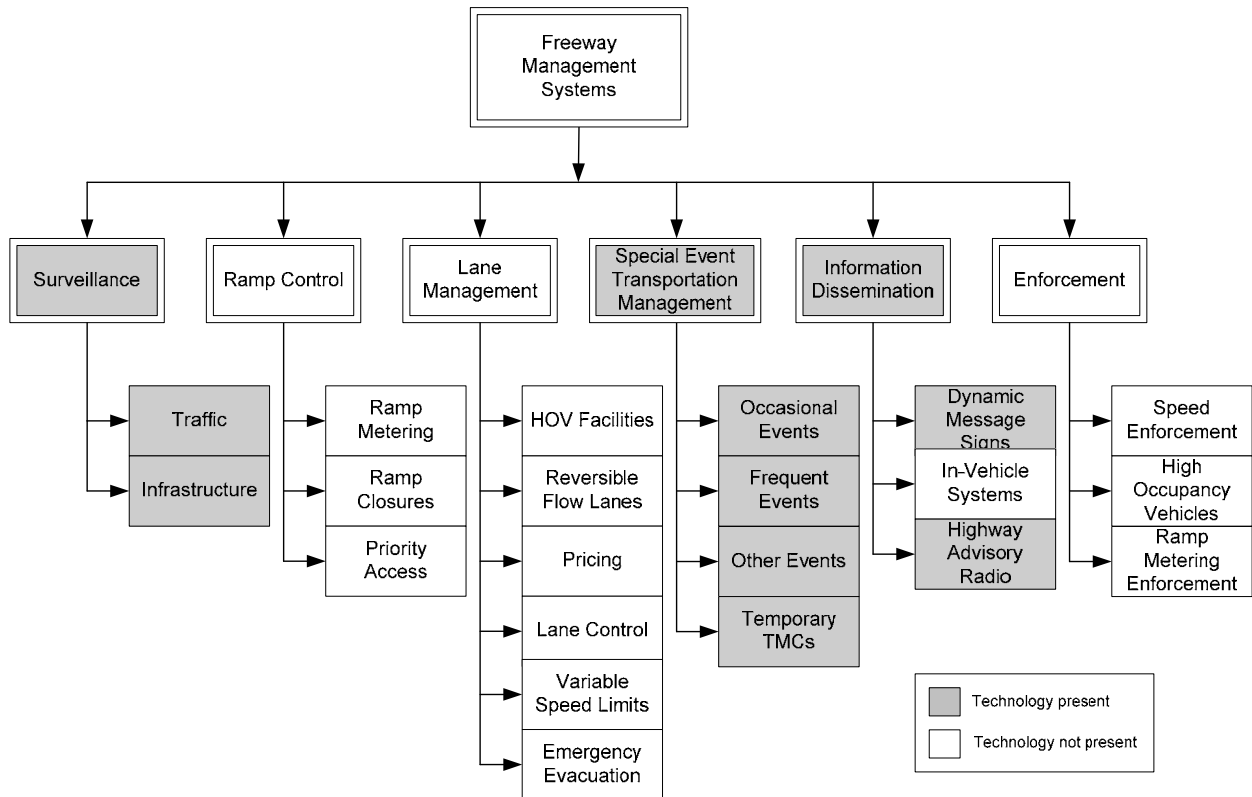 Freeway
Management
Systems
Surveillance
Ramp Control
Lane
Management
Special Event
Transportation
Management
Information
Dissemination
Enforcement
Traffic
Infrastructure
Ramp
Metering
Ramp
Closures
Priority
Access
HOV Facilities
Reversible
Flow Lanes
Pricing
Lane Control
Variable
Speed Limits
Emergency
Evacuation
Occasional
Events
Frequent
Events
Other Events
Temporary
TMCs
Dynamic
Message
Signs
In-Vehicle
Systems
Highway
Advisory
Radio
Speed
Enforcement
High
Occupancy
Vehicles
Ramp
Metering
Enforcement
Technology present
Technology not present